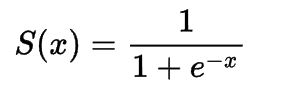 S(x) = 1 / (1 + e⁻ˣ)